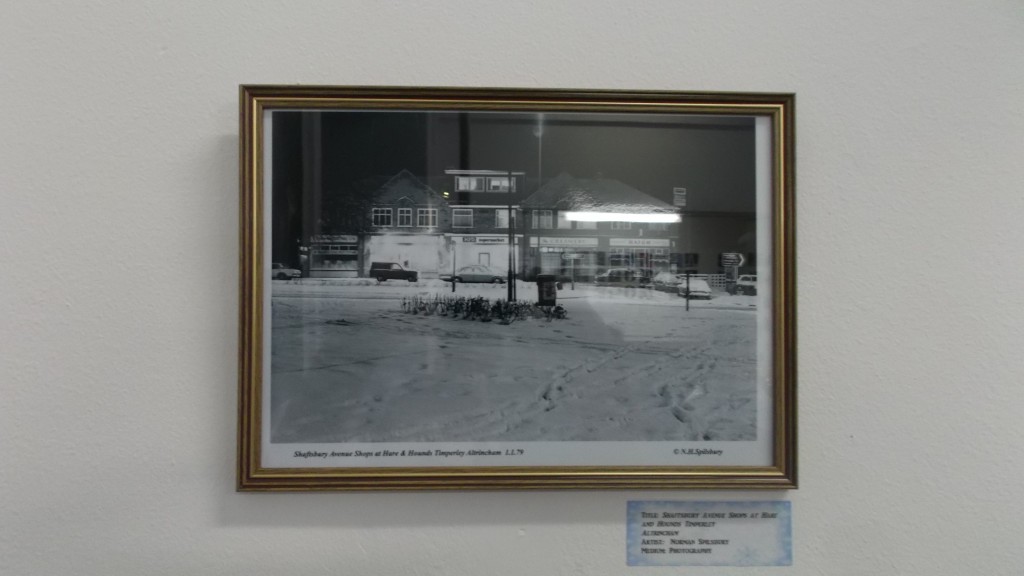 Shaftsbury Avenue Shops at Hare & Hounds Timperley Altrincham 1.1.79
© N.H.Spilsbury
Title: Shaftsbury Avenue Shops at Hare
and Hounds Timperley
Altrincham
Artist: Norman Spilsbury
Medium: Photography